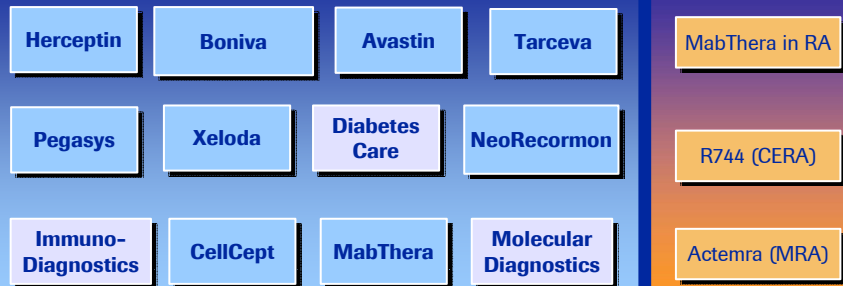 Herceptin
Boniva
Avastin
Tarceva
MabThera in RA
Pegasys
Xeloda
Diabetes
Care
NeoRecormon
R744 (CERA)
Immuno-
Diagnostics
CellCept
MabThera
Molecular
Diagnostics
Actemra (MRA)